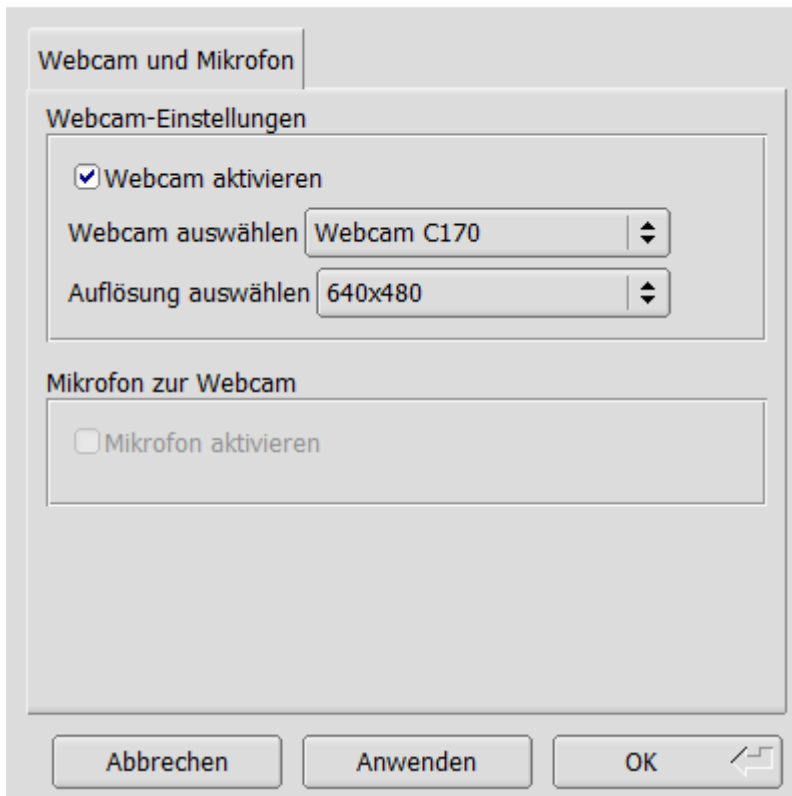 Webcam und Mikrofon
Webcam-Einstellungen
Webcam aktivieren
Webcam auswählen Webcam C170
Auflösung auswählen 640x480
Mikrofon zur Webcam
Mikrofon aktivieren
Abbrechen Anwenden OK